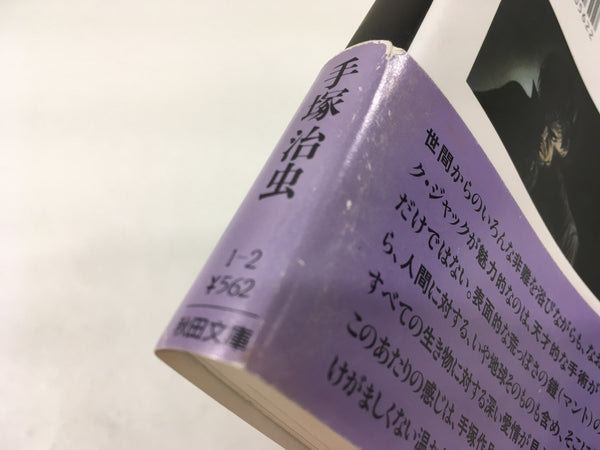 手塚治虫
1-2
¥562
秋田文庫
世間からのいろんな非難を浴びながらも、
ク・ジャックが魅力的なのは、天才的な手術が
だけではない。表面的な荒っぽさの鎧(マント)の
ら、人間に対する、いや地球そのものも含め、そこに
すべての生き物に対する深い愛情が見
このあたりの感じは、手塚作品
けがましくない温